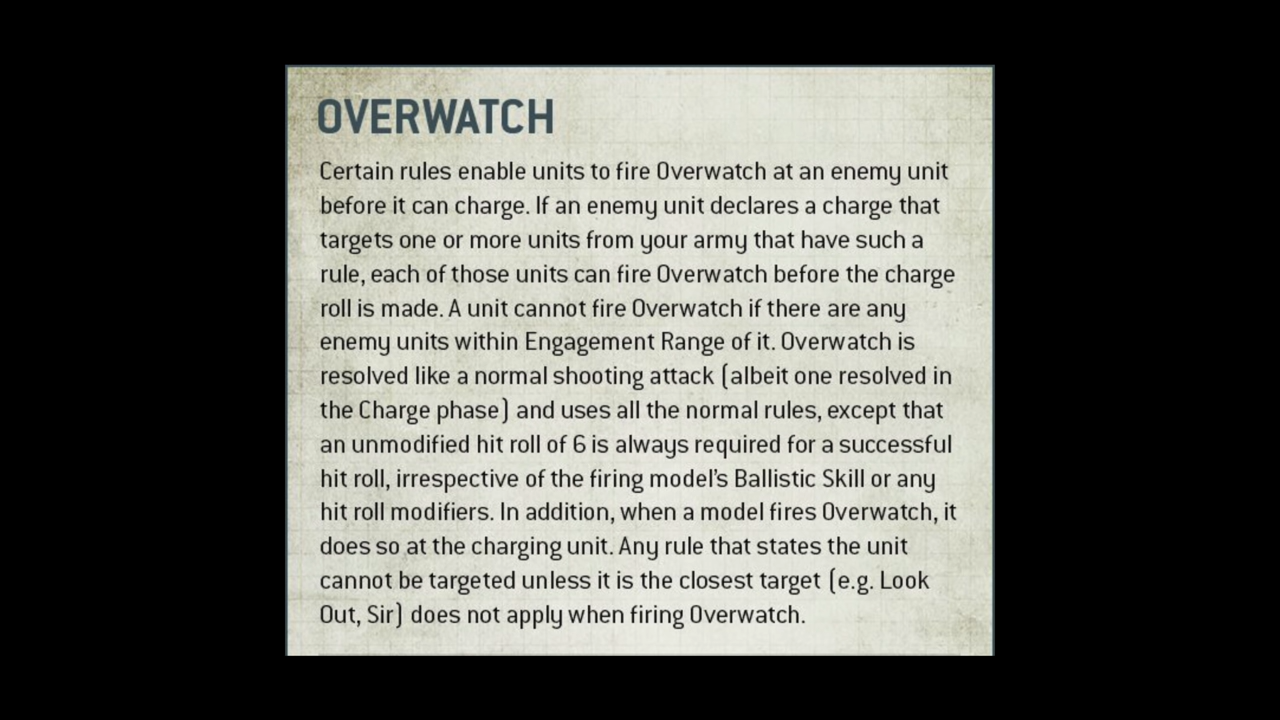 OVERWATCH
Certain rules enable units to fire Overwatch at an enemy unit
before it can charge. If an enemy unit declares a charge that
targets one or more units from your army that have such a
rule, each of those units can fire Overwatch before the charge
roll is made. A unit cannot fire Overwatch if there are any
enemy units within Engagement Range of it. Overwatch is
resolved like a normal shooting attack (albeit one resolved in
the Charge phase) and uses all the normal rules, except that
an unmodified hit roll of 6 is always required for a successful
hit roll, irrespective of the firing model's Ballistic Skill or any
hit roll modifiers. In addition, when a model fires Overwatch, it
does so at the charging unit. Any rule that states the unit
cannot be targeted unless it is the closest target (e.g. Look
Out, Sir) does not apply when firing Overwatch.